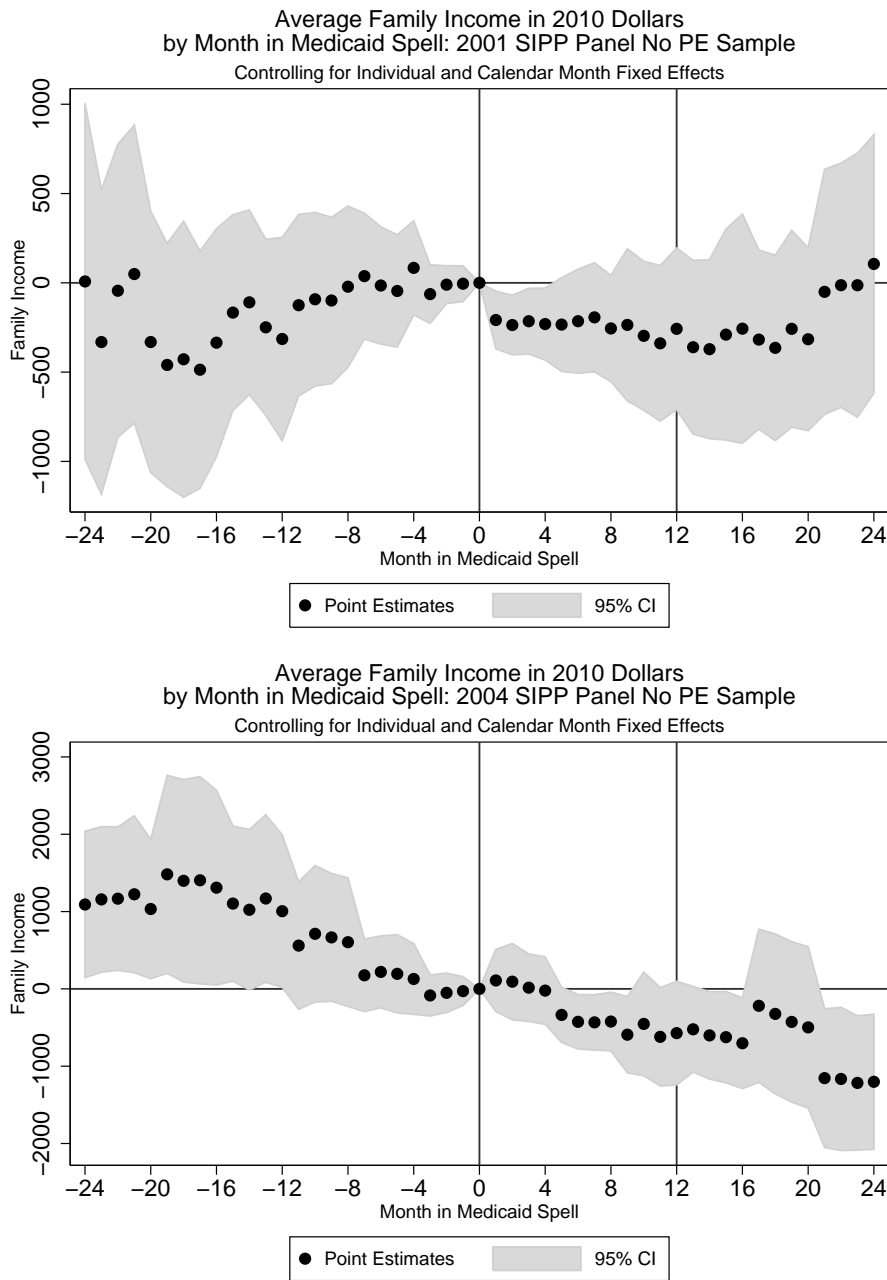 Average Family Income in 2010 Dollars
by Month in Medicaid Spell: 2001 SIPP Panel No PE Sample
Controlling for Individual and Calendar Month Fixed Effects
Family Income
1000
500
0
−500
−1000
−24 −20 −16 −12 −8 −4 0 4 8 12 16 20 24
Month in Medicaid Spell
Point Estimates 95% CI
Average Family Income in 2010 Dollars
by Month in Medicaid Spell: 2004 SIPP Panel No PE Sample
Controlling for Individual and Calendar Month Fixed Effects
Family Income
3000
2000
1000
0
−1000
−2000
−24 −20 −16 −12 −8 −4 0 4 8 12 16 20 24
Month in Medicaid Spell
Point Estimates 95% CI